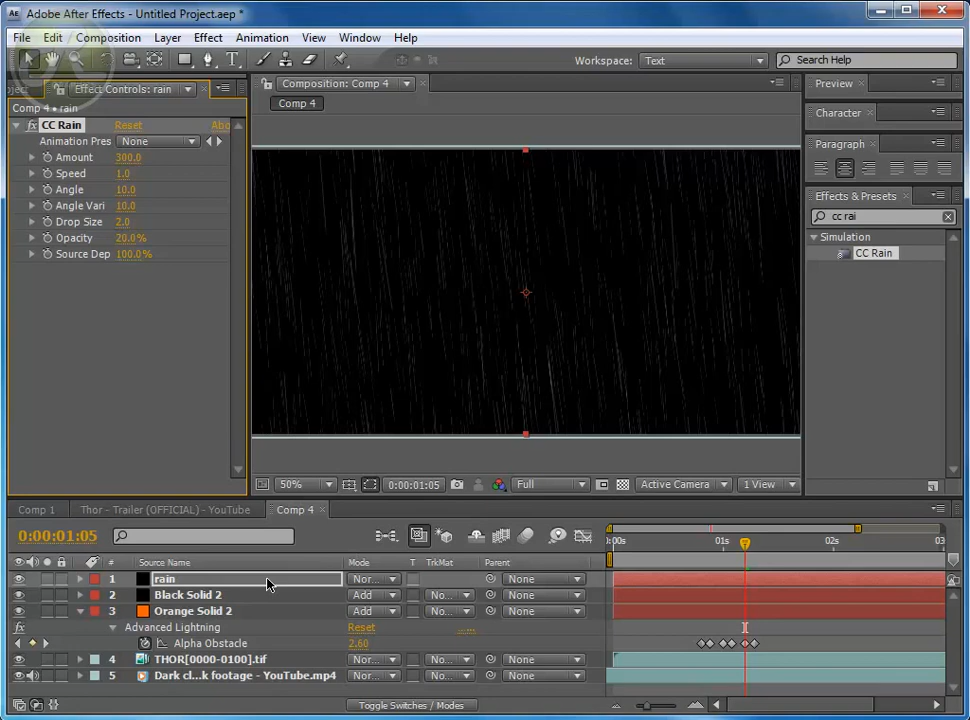 Ae Adobe After Effects - Untitled Project.aep *
File Edit Composition Layer Effect Animation View Window Help
Workspace: Text Search Help
Effect Controls: rain
Composition: Comp 4
Preview
Comp 4 • rain
Comp 4
Character
fx CC Rain Reset Abo
Animation Pres None
Paragraph
Amount 300.0
Speed 1.0
Angle 10.0
Effects & Presets
Angle Vari 10.0
cc rai
Drop Size 2.0
Simulation
Opacity 20.0%
CC Rain
Source Dep 100.0%
50% 0:00:01:05 Full Active Camera 1 View
Comp 1 Thor - Trailer (OFFICIAL) - YouTube Comp 4
0:00:01:05
:00s 01s 02s 03
# Source Name Mode T TrkMat Parent
1 rain Nor... None
2 Black Solid 2 Add No... None
3 Orange Solid 2 Add No... None
fx Advanced Lightning Reset ...
Alpha Obstacle 2.60
4 THOR[0000-0100].tif Nor... No... None
5 Dark cl...k footage - YouTube.mp4 Nor... No... None
Toggle Switches / Modes